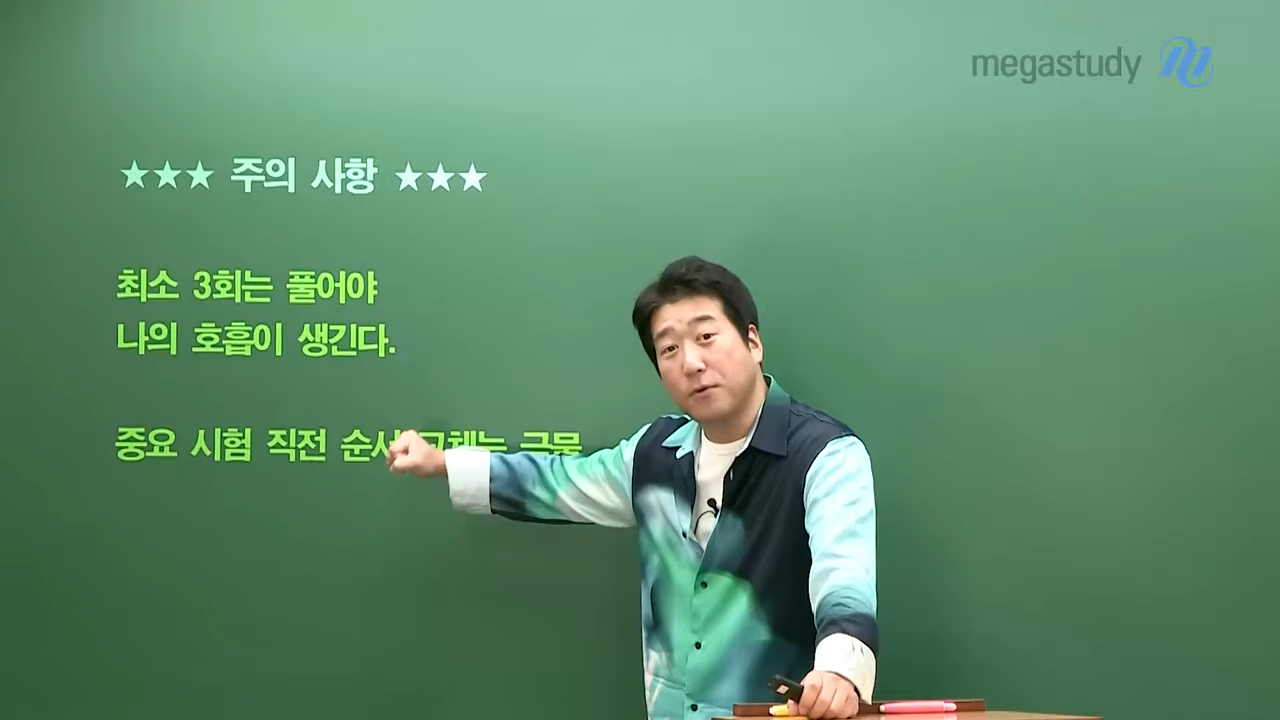 megastudy
★★★ 주의 사항 ★★★
최소 3회는 풀어야
나의 호흡이 생긴다.
중요 시험 직전